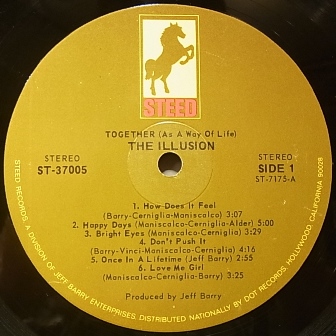 STEED
TOGETHER (As A Way Of Life)
THE ILLUSION
STEREO
ST-37005
STEREO
SIDE 1
ST-7175-A
1. How Does It Feel
(Barry-Cerniglia-Maniscalco) 3:07
2. Happy Days (Maniscalco-Cerniglia-Alder) 5:00
3. Bright Eyes (Maniscalco-Cerniglia) 3:29
4. Don't Push It
(Barry-Vinci-Maniscalco-Cerniglia) 4:16
5. Once In A Lifetime (Jeff Barry) 2:55
6. Love Me Girl
(Maniscalco-Cerniglia-Barry) 3:25
Produced by Jeff Barry
STEED RECORDS, A DIVISION OF JEFF BARRY ENTERPRISES. DISTRIBUTED NATIONALLY BY DOT RECORDS, HOLLYWOOD, CALIFORNIA 90028